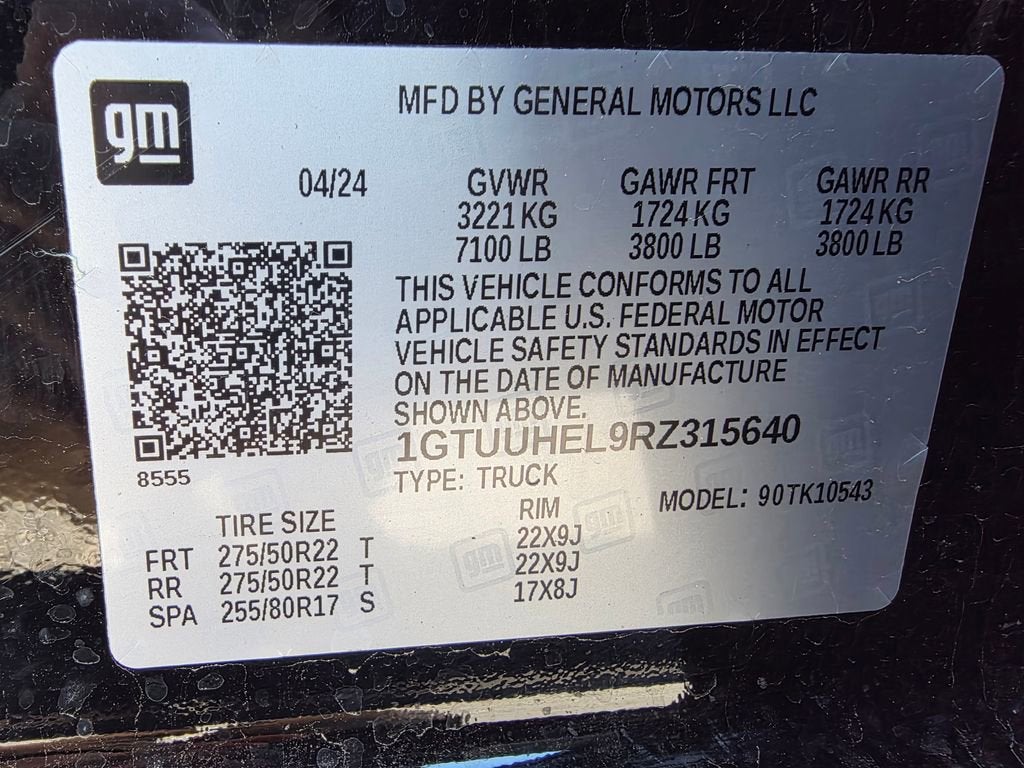 gm
MFD BY GENERAL MOTORS LLC
04/24 GVWR GAWR FRT GAWR RR
3221 KG 1724 KG 1724 KG
7100 LB 3800 LB 3800 LB
THIS VEHICLE CONFORMS TO ALL
APPLICABLE U.S. FEDERAL MOTOR
VEHICLE SAFETY STANDARDS IN EFFECT
ON THE DATE OF MANUFACTURE
SHOWN ABOVE.
1GTUUHEL9RZ315640
8555
TYPE: TRUCK
MODEL: 90TK10543
TIRE SIZE RIM
FRT 275/50R22 T 22X9J
RR 275/50R22 T 22X9J
SPA 255/80R17 S 17X8J
gm
gm